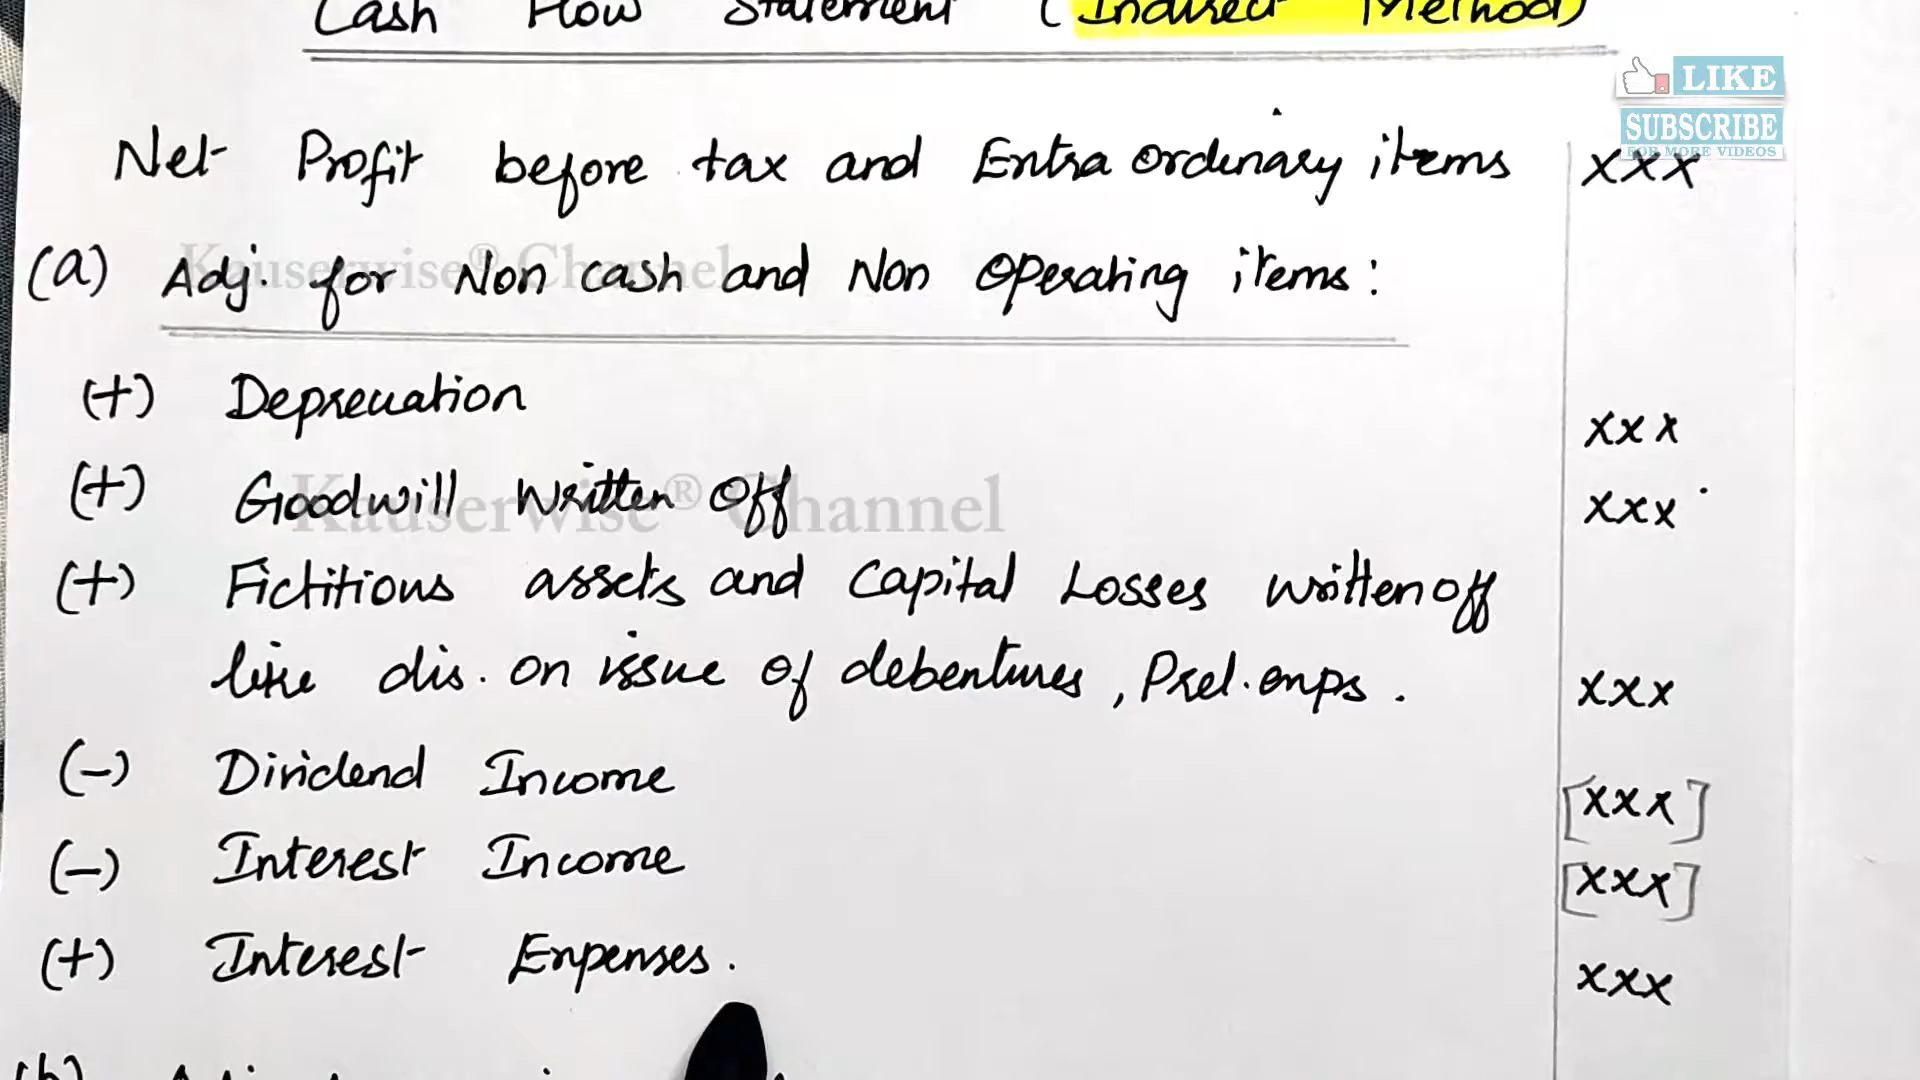 Cash Flow Statement (Indirect Method)
LIKE
SUBSCRIBE
FOR MORE VIDEOS
Net Profit before tax and Extra ordinary items xxx
(a) Adj. for Non cash and Non operating items:
Kauserwise® Channel
(+) Depreciation xxx
(+) Goodwill Written Off xxx
Kauserwise® Channel
(+) Fictitious assets and Capital Losses written off
like dis. on issue of debentures, Prel. exps. xxx
(-) Dividend Income [xxx]
(-) Interest Income [xxx]
(+) Interest Expenses. xxx
(b)